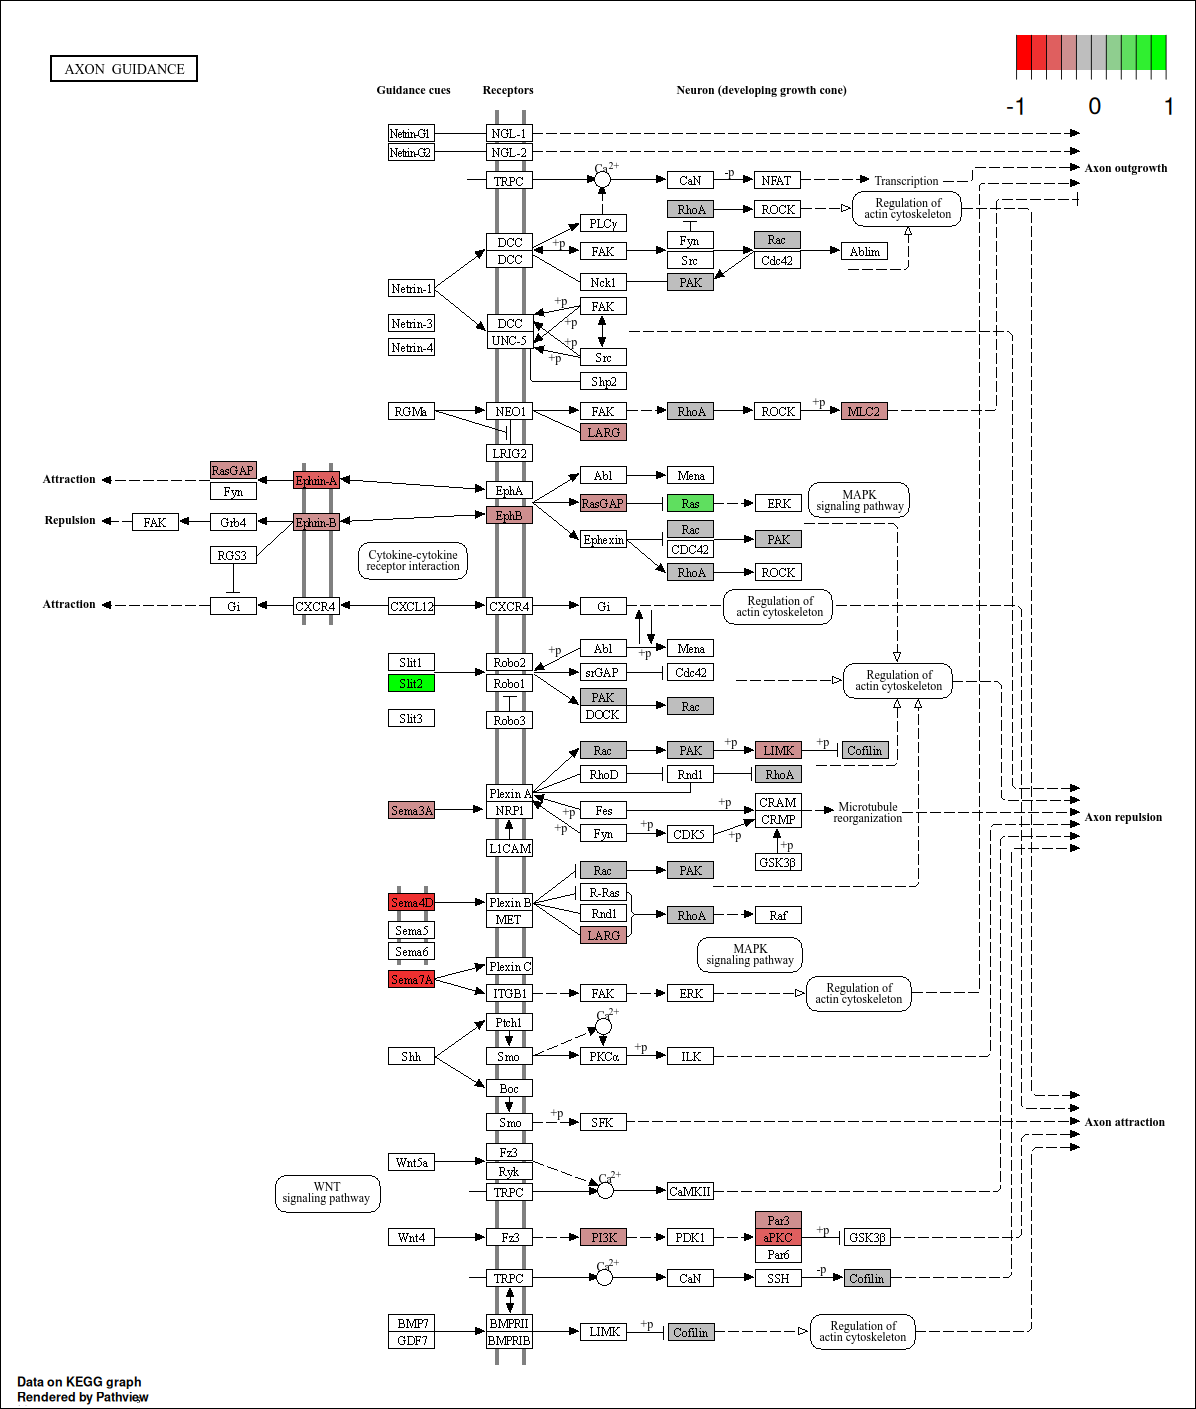 AXON GUIDANCE
-1 0 1
Guidance cues Receptors Neuron (developing growth cone)
Netrin-G1 NGL-1
Netrin-G2 NGL-2
Axon outgrowth
TRPC Ca2+ CaN -p NFAT Transcription
RhoA ROCK Regulation of
actin cytoskeleton
PLCγ
DCC +p FAK Fyn Rac Ablim
DCC Src Cdc42
Netrin-1 Nck1 PAK
+p FAK
Netrin-3 DCC +p
UNC-5 +p
Netrin-4 +p Src
Shp2
RGMa NEO1 FAK RhoA ROCK +p MLC2
LARG
LRIG2
RasGAP Abl Mena
Attraction Ephrin-A
Fyn EphA
RasGAP Ras ERK MAPK
signaling pathway
Repulsion FAK Grb4 Ephrin-B EphB
Rac
Ephexin PAK
CDC42
RGS3 Cytokine-cytokine
receptor interaction
RhoA ROCK
Attraction Gi CXCR4 CXCL12 CXCR4 Gi Regulation of
actin cytoskeleton
+p Abl +p Mena
Slit1 Robo2 srGAP Cdc42
Slit2 Robo1 Regulation of
actin cytoskeleton
PAK
DOCK Rac
Slit3 Robo3
Rac PAK +p LIMK +p Cofilin
RhoD Rnd1 RhoA
Plexin A
Sema3A NRP1 +p Fes +p CRAM Microtubule
reorganization
CRMP
+p Fyn +p CDK5 +p
Axon repulsion
L1CAM +p
GSK3β
Rac PAK
R-Ras
Sema4D Plexin B
MET Rnd1 RhoA Raf
Sema5 LARG
Sema6 MAPK
signaling pathway
Plexin C
Sema7A
ITGB1 FAK ERK Regulation of
actin cytoskeleton
Ptch1 Ca2+
Shh Smo PKCα +p ILK
Boc
Smo +p SFK Axon attraction
Wnt5a Fz3
Ryk
WNT
signaling pathway
TRPC Ca2+ CaMKII
Par3
Wnt4 Fz3 PI3K PDK1 aPKC +p GSK3β
Par6
TRPC Ca2+ CaN SSH -p Cofilin
BMP7 BMPRII LIMK +p Cofilin Regulation of
actin cytoskeleton
GDF7 BMPRIB
Data on KEGG graph
Rendered by Pathview